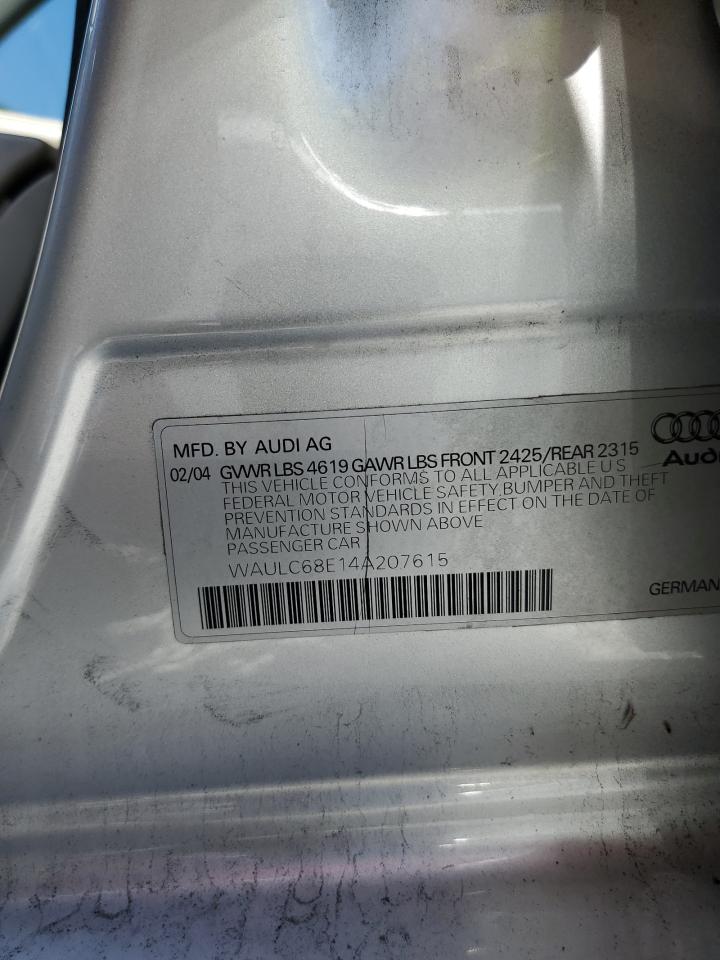 MFD. BY AUDI AG
02/04 GVWR LBS 4619 GAWR LBS FRONT 2425/REAR 2315
THIS VEHICLE CONFORMS TO ALL APPLICABLE U S
FEDERAL MOTOR VEHICLE SAFETY,BUMPER AND THEFT
PREVENTION STANDARDS IN EFFECT ON THE DATE OF
MANUFACTURE SHOWN ABOVE
PASSENGER CAR
WAULC68E14A207615
Audi
GERMAN